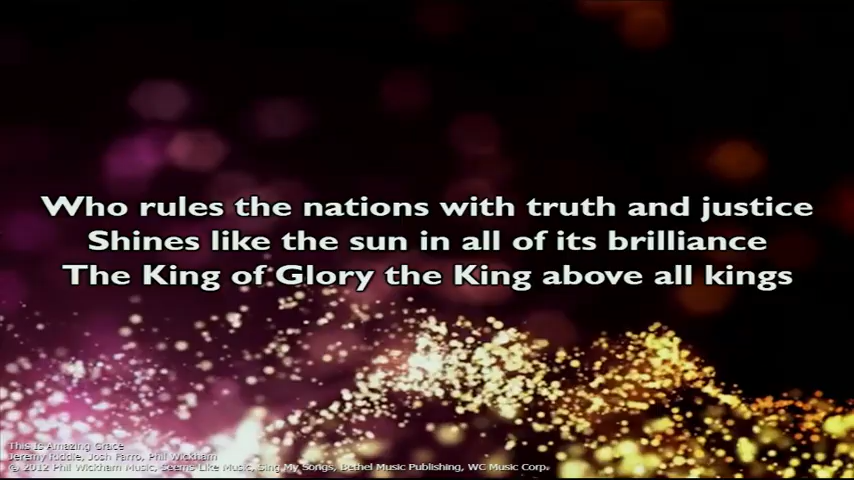 Who rules the nations with truth and justice
Shines like the sun in all of its brilliance
The King of Glory the King above all kings
This Is Amazing Grace
Jeremy Riddle, Josh Farro, Phil Wickham
© 2012 Phil Wickham Music, Seems Like Music, Sing My Songs, Bethel Music Publishing, WC Music Corp.